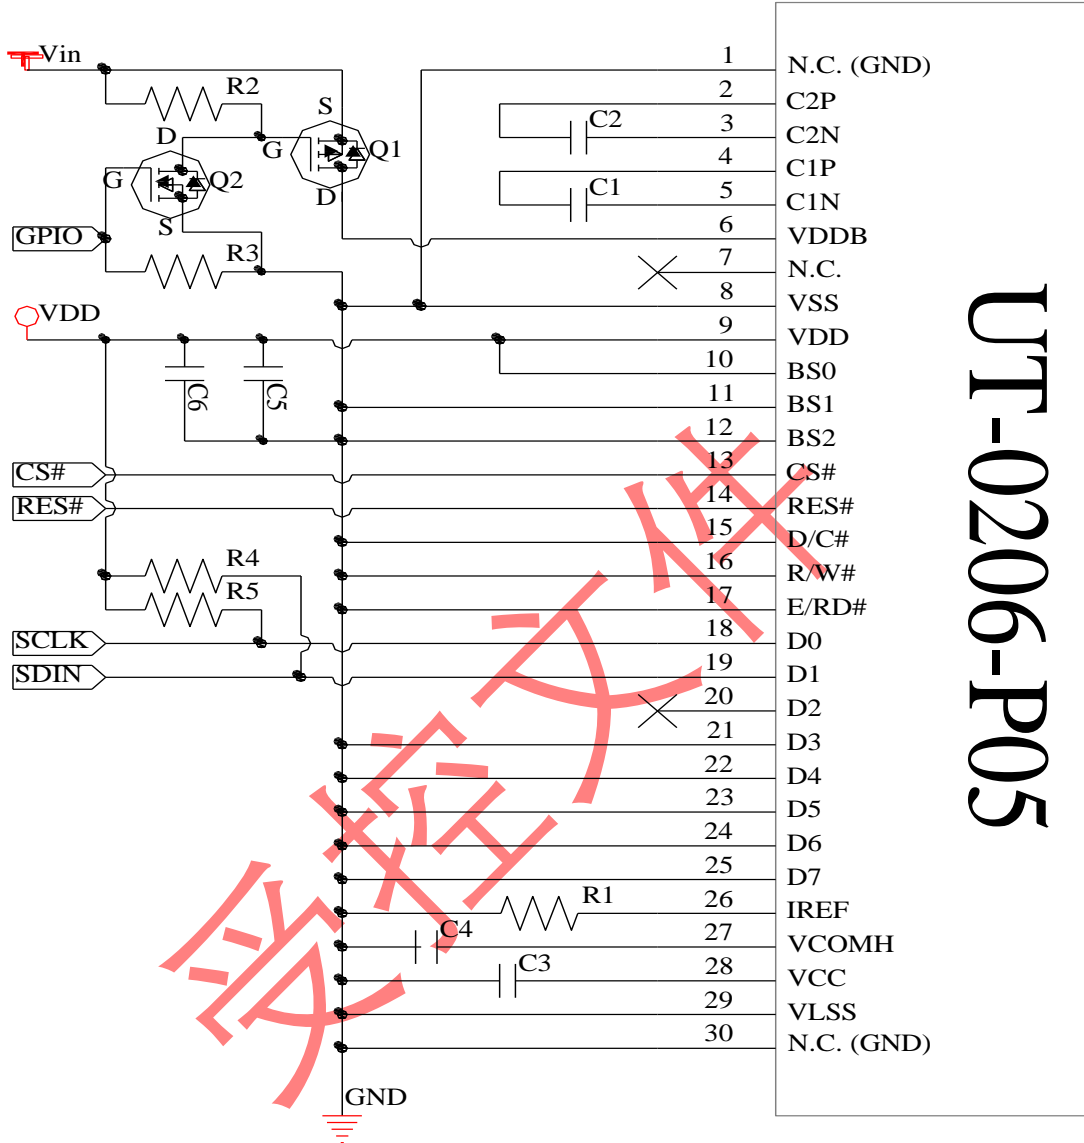 Vin
R2
S
D
G
Q1
G
Q2
D
S
GPIO
R3
VDD
C6
C5
CS#
RES#
R4
R5
SCLK
SDIN
C2
C1
R1
C4
C3
GND
1 N.C. (GND)
2 C2P
3 C2N
4 C1P
5 C1N
6 VDDB
7 N.C.
8 VSS
9 VDD
10 BS0
11 BS1
12 BS2
13 CS#
14 RES#
15 D/C#
16 R/W#
17 E/RD#
18 D0
19 D1
20 D2
21 D3
22 D4
23 D5
24 D6
25 D7
26 IREF
27 VCOMH
28 VCC
29 VLSS
30 N.C. (GND)
UT-0206-P05
受控文件